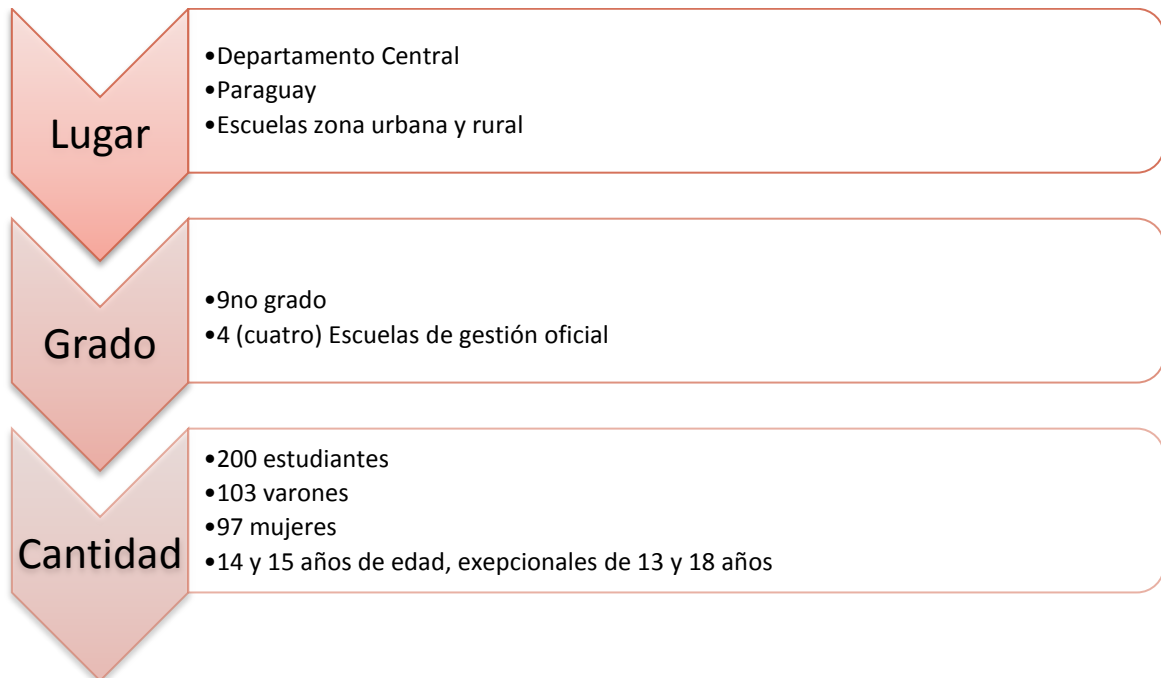 Lugar
•Departamento Central
•Paraguay
•Escuelas zona urbana y rural
Grado
•9no grado
•4 (cuatro) Escuelas de gestión oficial
Cantidad
•200 estudiantes
•103 varones
•97 mujeres
•14 y 15 años de edad, exepcionales de 13 y 18 años